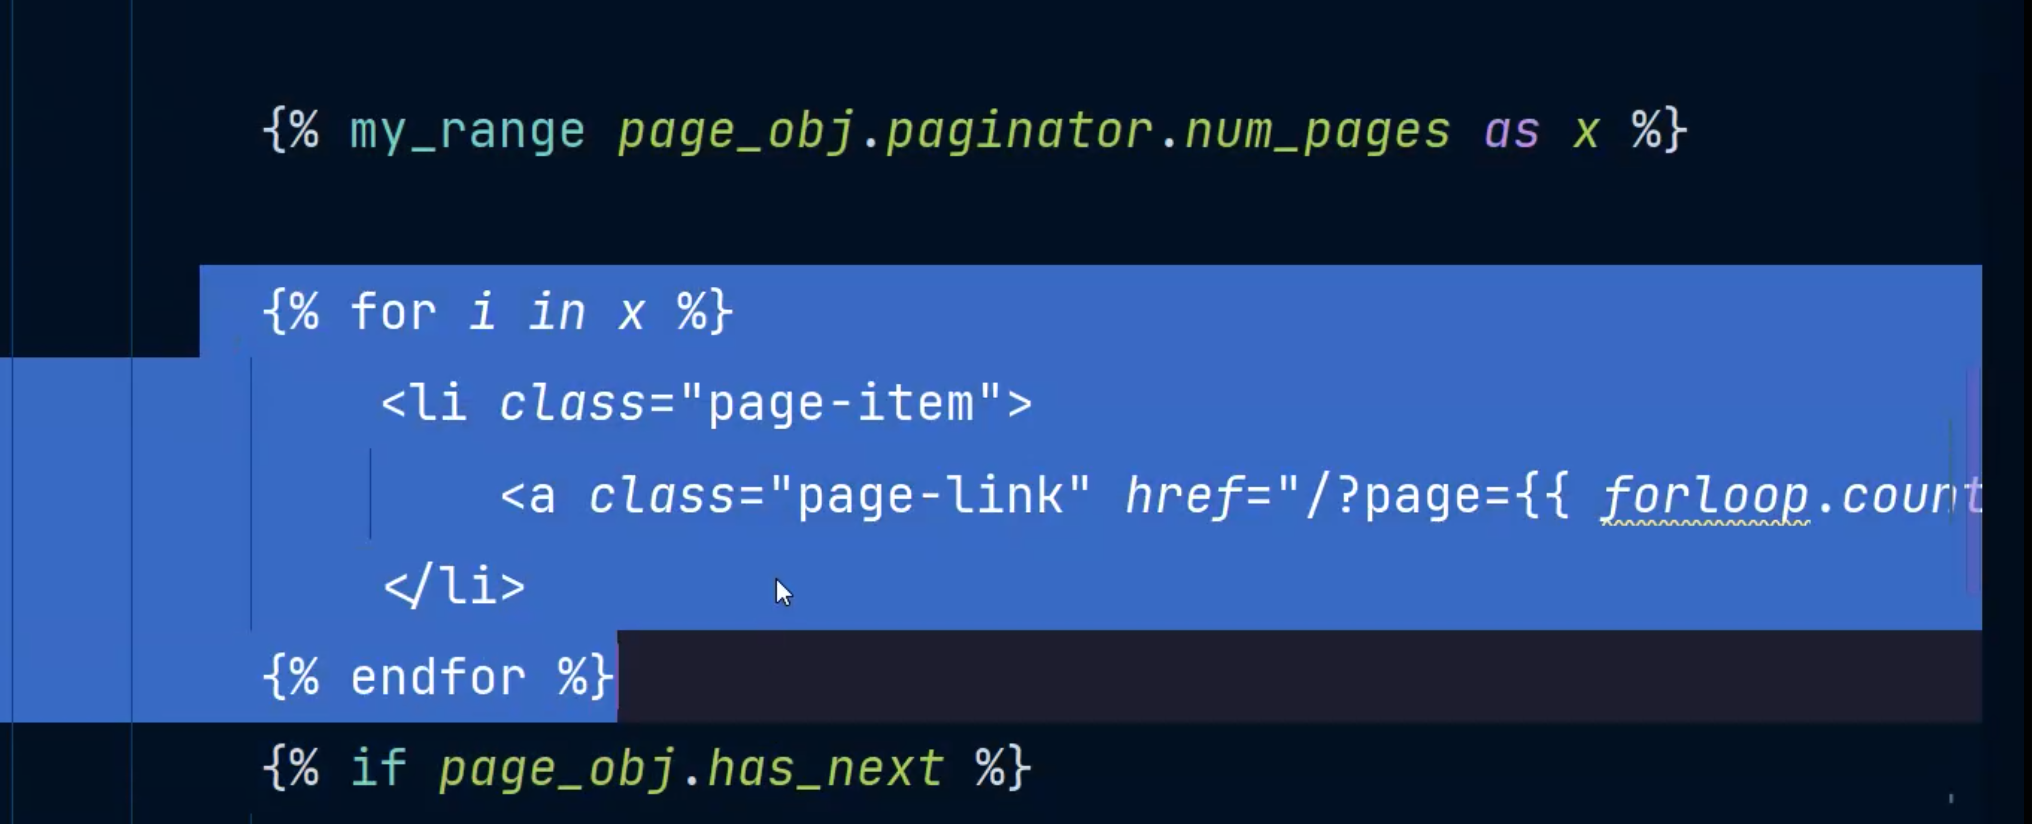 {% my_range page_obj.paginator.num_pages as x %}
{% for i in x %}
<li class="page-item">
<a class="page-link" href="/?page={{ forloop.count
</li>
{% endfor %}
{% if page_obj.has_next %}